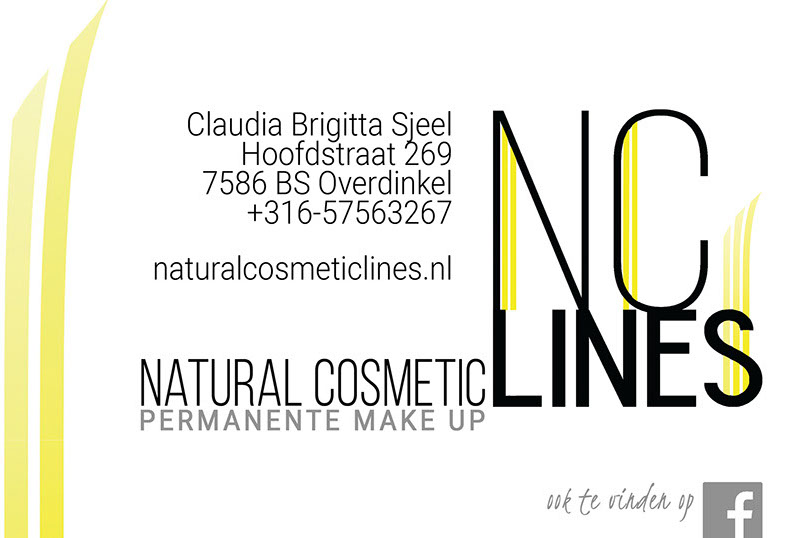 Claudia Brigitta Sjeel
Hoofdstraat 269
7586 BS Overdinkel
+316-57563267
naturalcosmeticlines.nl
NC
LINES
NATURAL COSMETIC
PERMANENTE MAKE UP
ook te vinden op f